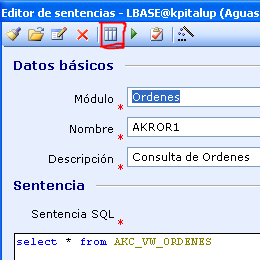 Editor de sentencias - LBASE@kpitalup (Aguas
Datos básicos
Módulo * Ordenes
Nombre * AKROR1
Descripción * Consulta de Ordenes
Sentencia
Sentencia SQL *
select * from AKC_VW_ORDENES